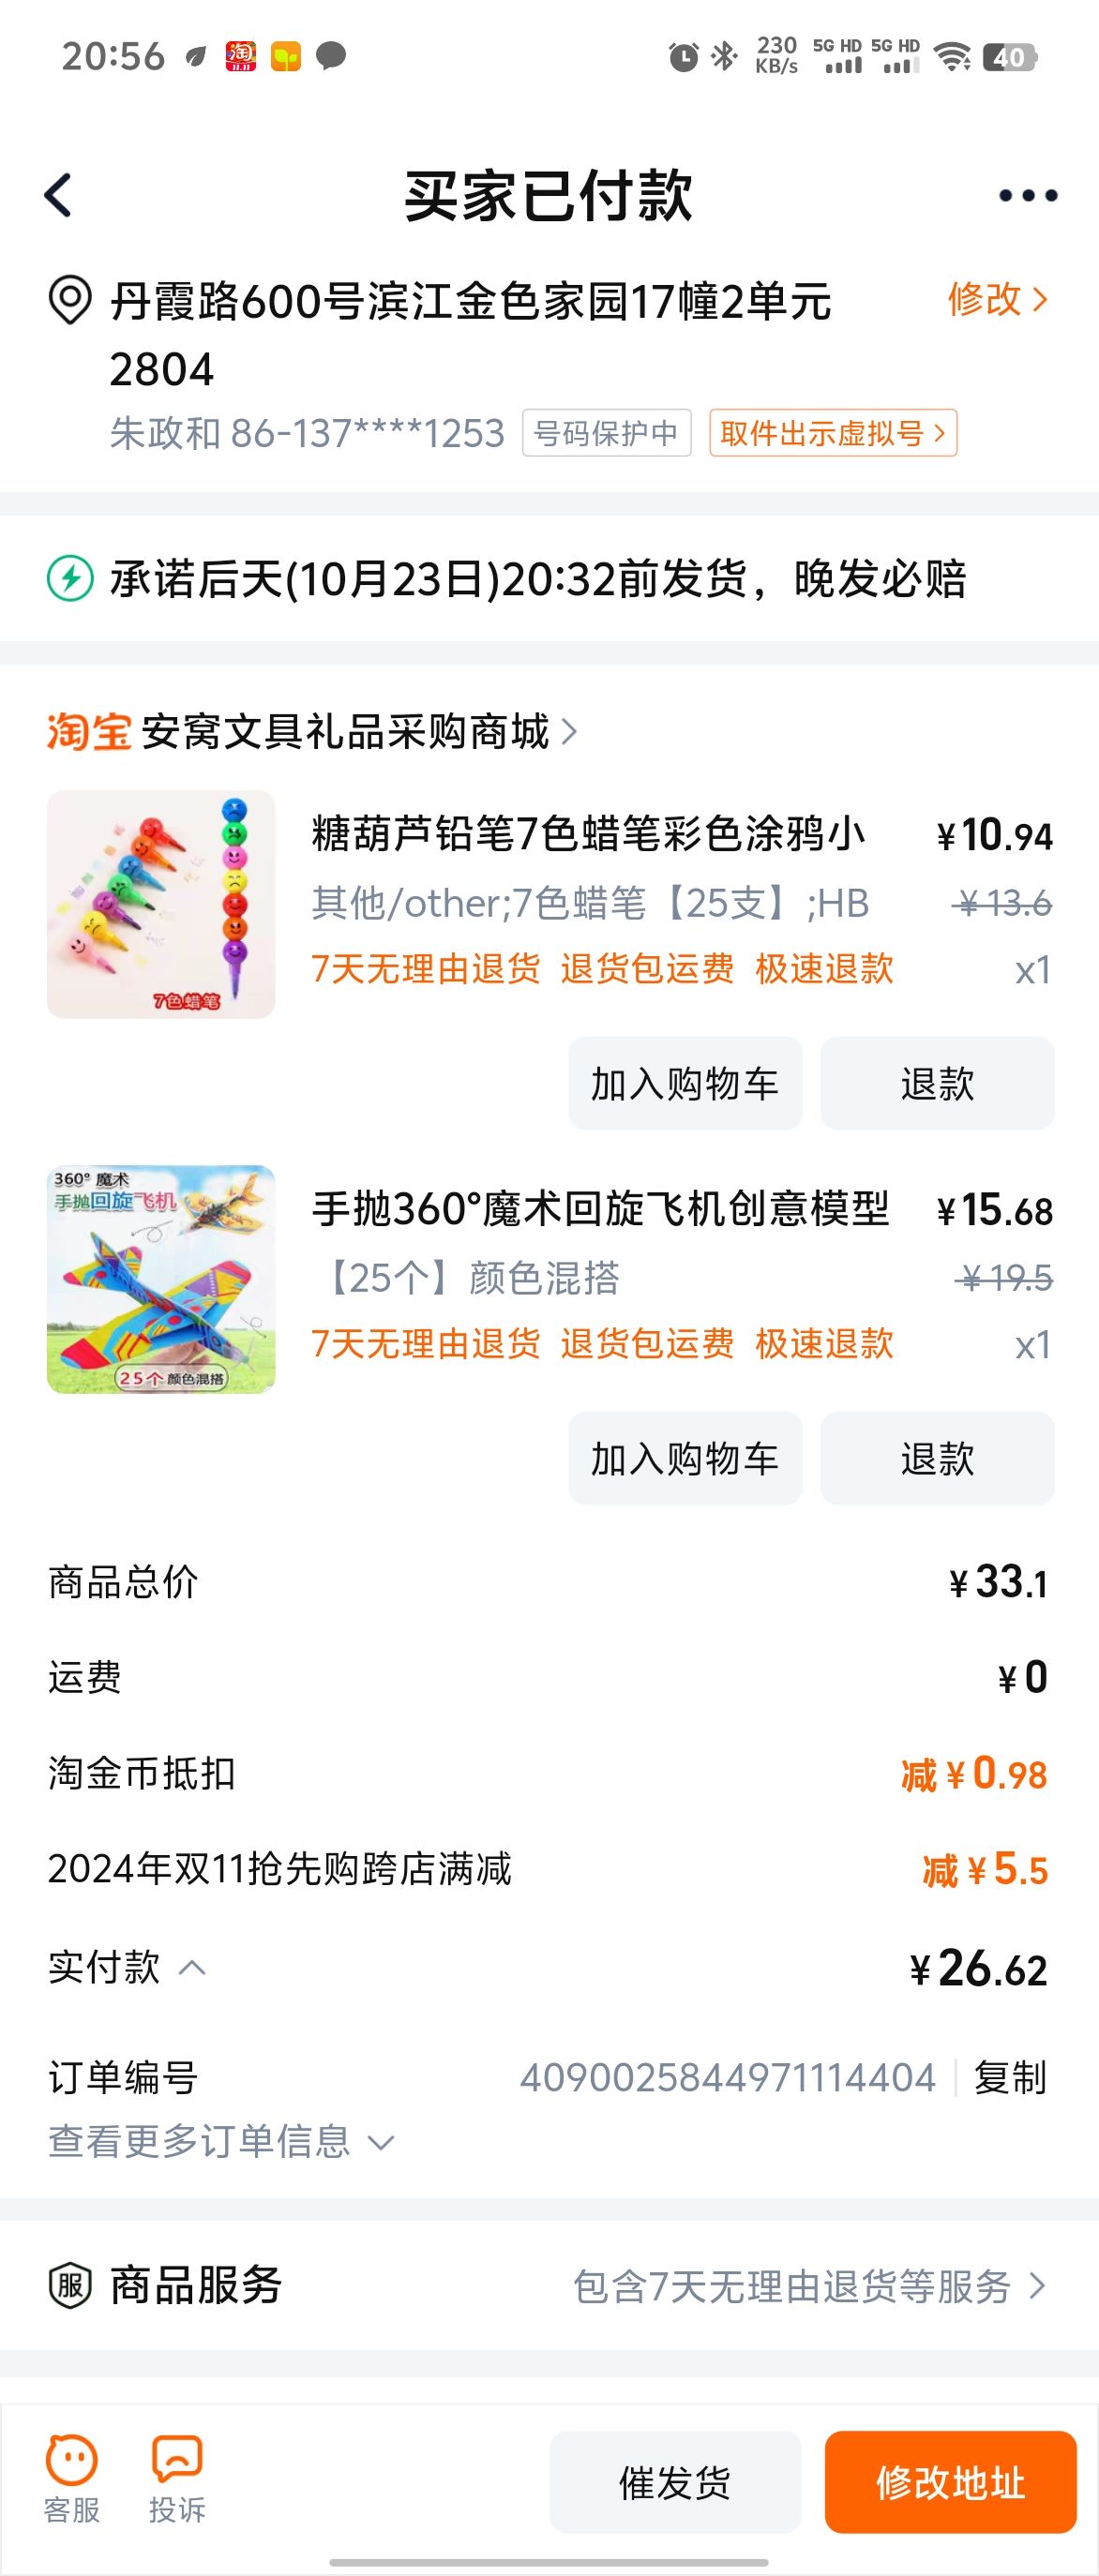 20:56
淘
11.11
230
KB/s
5G HD
5G HD
40
买家已付款
丹霞路600号滨江金色家园17幢2单元
2804
修改
朱政和 86-137****1253
号码保护中
取件出示虚拟号
承诺后天(10月23日)20:32前发货，晚发必赔
淘宝 安窝文具礼品采购商城
7色蜡笔
糖葫芦铅笔7色蜡笔彩色涂鸦小
¥10.94
其他/other;7色蜡笔【25支】;HB
¥13.6
7天无理由退货 退货包运费 极速退款
x1
加入购物车
退款
360° 魔术
手抛回旋飞机
25个 颜色混搭
手抛360°魔术回旋飞机创意模型
¥15.68
【25个】颜色混搭
¥19.5
7天无理由退货 退货包运费 极速退款
x1
加入购物车
退款
商品总价
¥33.1
运费
¥0
淘金币抵扣
减¥0.98
2024年双11抢先购跨店满减
减¥5.5
实付款
¥26.62
订单编号
4090025844971114404
复制
查看更多订单信息
服
商品服务
包含7天无理由退货等服务
客服
投诉
催发货
修改地址